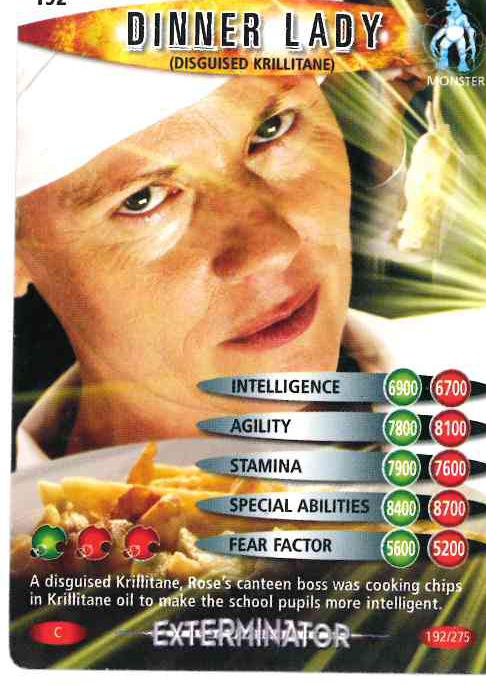 192
DINNER LADY
(DISGUISED KRILLITANE)
MONSTER
INTELLIGENCE 6900 6700
AGILITY 7800 8100
STAMINA 7900 7600
SPECIAL ABILITIES 8400 8700
FEAR FACTOR 5600 5200
A disguised Krillitane, Rose's canteen boss was cooking chips
in Krillitane oil to make the school pupils more intelligent.
C EXTERMINATOR 192/275